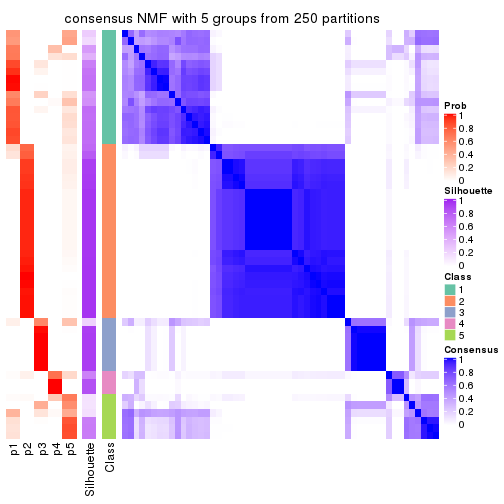 consensus NMF with 5 groups from 250 partitions
p1
p2
p3
p4
p5
Silhouette
Class
Prob
1
0.8
0.6
0.4
0.2
0
Silhouette
1
0.8
0.6
0.4
0.2
0
Class
1
2
3
4
5
Consensus
1
0.8
0.6
0.4
0.2
0